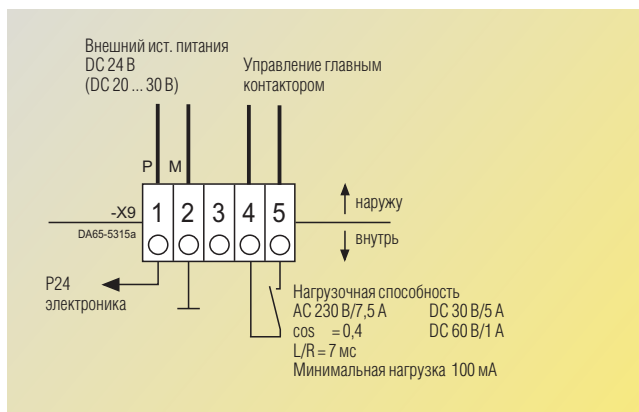 Внешний ист. питания
DC 24 В
(DC 20 ... 30 В)
Управление главным
контактором
P M
-X9
1 2 3 4 5
DA65-5315a
наружу
внутрь
P24
электроника
Нагрузочная способность
AC 230 В/7,5 А DC 30 В/5 А
cos = 0,4 DC 60 В/1 А
L/R = 7 мс
Минимальная нагрузка 100 мА